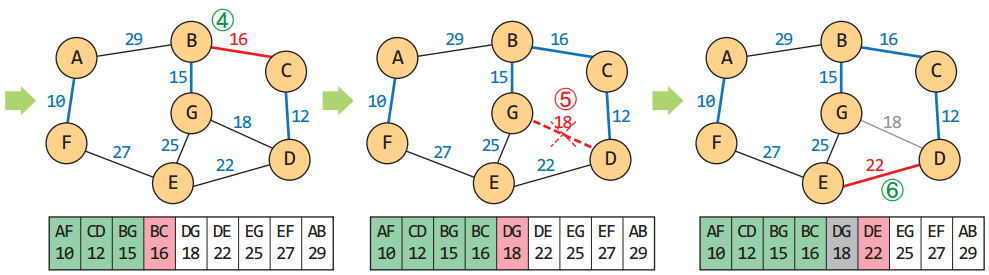 ④
29 B 16
A C
15
10 12
G
18
F 25 D
27 22
E
AF CD BG BC DG DE EG EF AB
10 12 15 16 18 22 25 27 29
29 B 16
A C
15
10 ⑤ 12
G 18
F 25 D
27 22
E
AF CD BG BC DG DE EG EF AB
10 12 15 16 18 22 25 27 29
29 B 16
A C
15
10 12
G 18
F 25 D
27 22
E ⑥
AF CD BG BC DG DE EG EF AB
10 12 15 16 18 22 25 27 29